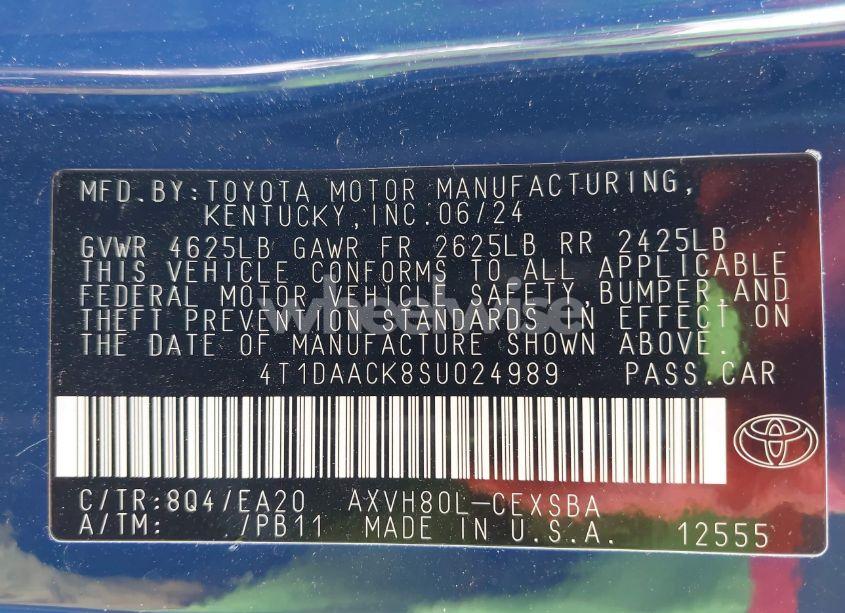 MFD.BY:TOYOTA MOTOR MANUFACTURING,
KENTUCKY,INC.06/24
GVWR 4625LB GAWR FR 2625LB RR 2425LB
THIS VEHICLE CONFORMS TO ALL APPLICABLE
FEDERAL MOTOR VEHICLE SAFETY,BUMPER,AND
THEFT PREVENTION STANDARDS IN EFFECT ON
THE DATE OF MANUFACTURE SHOWN ABOVE.
wheelwise
4T1DAACK8SU024989 PASS.CAR
C/TR:8Q4/EA20 AXVH80L-CEXSBA
A/TM: /PB11 MADE IN U.S.A. 12555